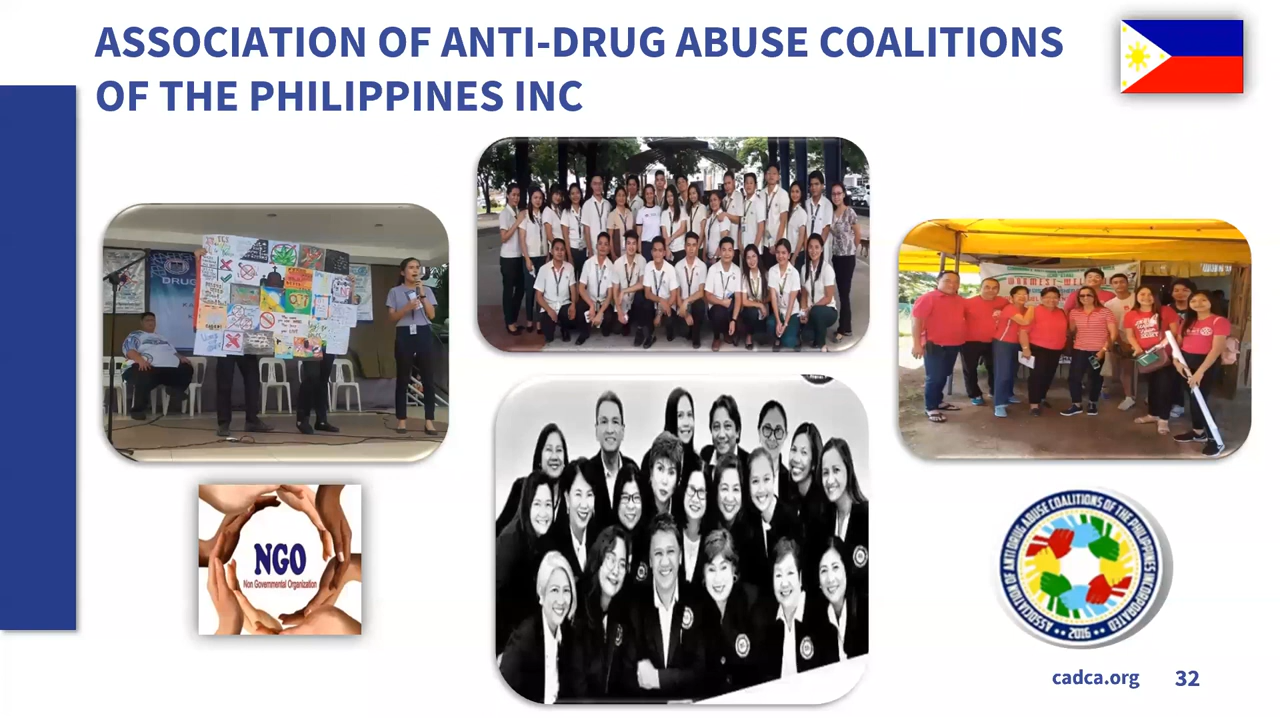 ASSOCIATION OF ANTI-DRUG ABUSE COALITIONS
OF THE PHILIPPINES INC
DRUG
NGO
Non Governmental Organization
ASSOCIATION OF ANTI DRUG ABUSE COALITIONS OF THE PHILIPPINES INCORPORATED
2016
cadca.org 32